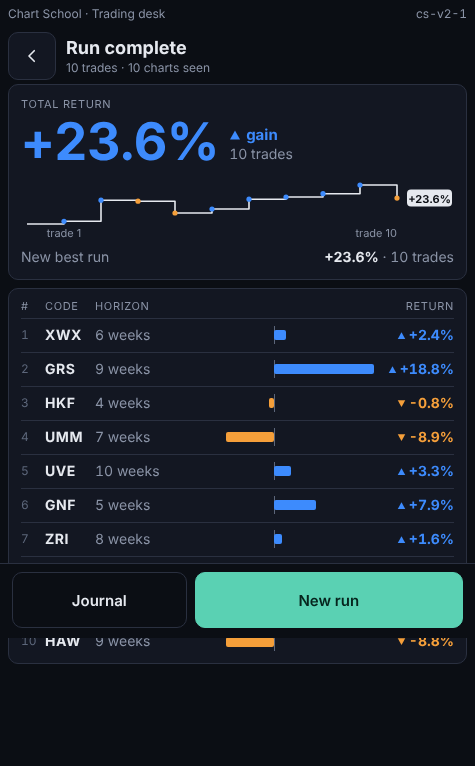 Chart School · Trading desk cs-v2-1
Run complete
10 trades · 10 charts seen
TOTAL RETURN
+23.6% ▲ gain
10 trades
+23.6%
trade 1 trade 10
New best run +23.6% · 10 trades
# CODE HORIZON RETURN
1 XWX 6 weeks ▲ +2.4%
2 GRS 9 weeks ▲ +18.8%
3 HKF 4 weeks ▼ -0.8%
4 UMM 7 weeks ▼ -8.9%
5 UVE 10 weeks ▲ +3.3%
6 GNF 5 weeks ▲ +7.9%
7 ZRI 8 weeks ▲ +1.6%
Journal New run
10 HAW 9 weeks ▼ -8.8%